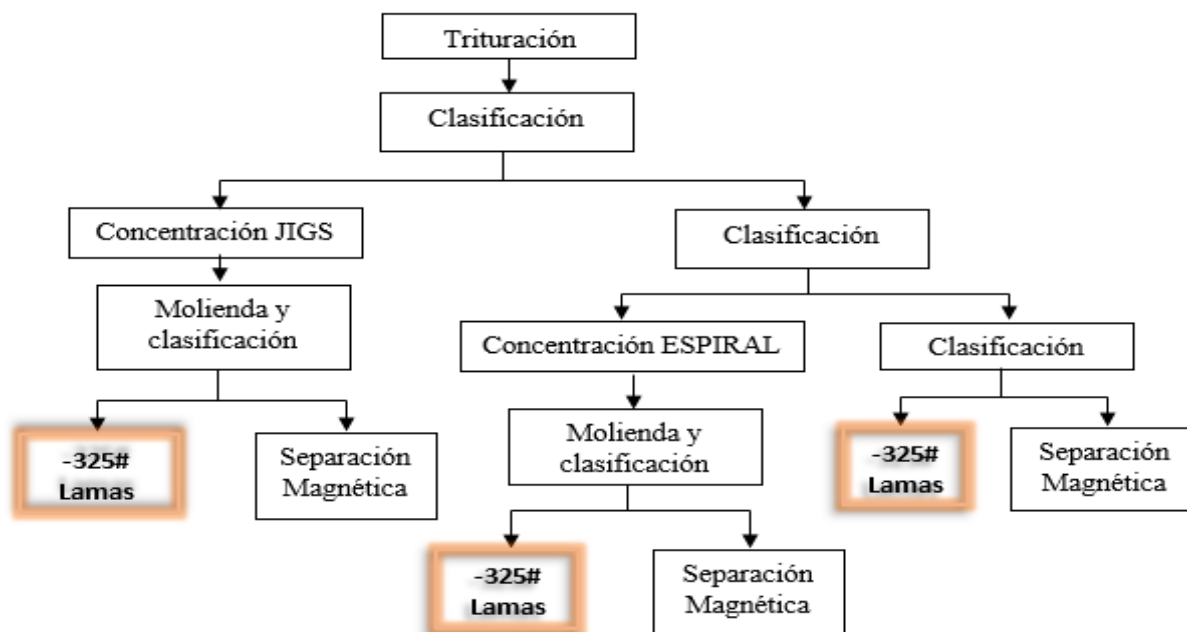 Trituración
Clasificación
Concentración JIGS
Clasificación
Molienda y
clasificación
Concentración ESPIRAL
Clasificación
-325#
Lamas
Separación
Magnética
Molienda y
clasificación
-325#
Lamas
Separación
Magnética
-325#
Lamas
Separación
Magnética